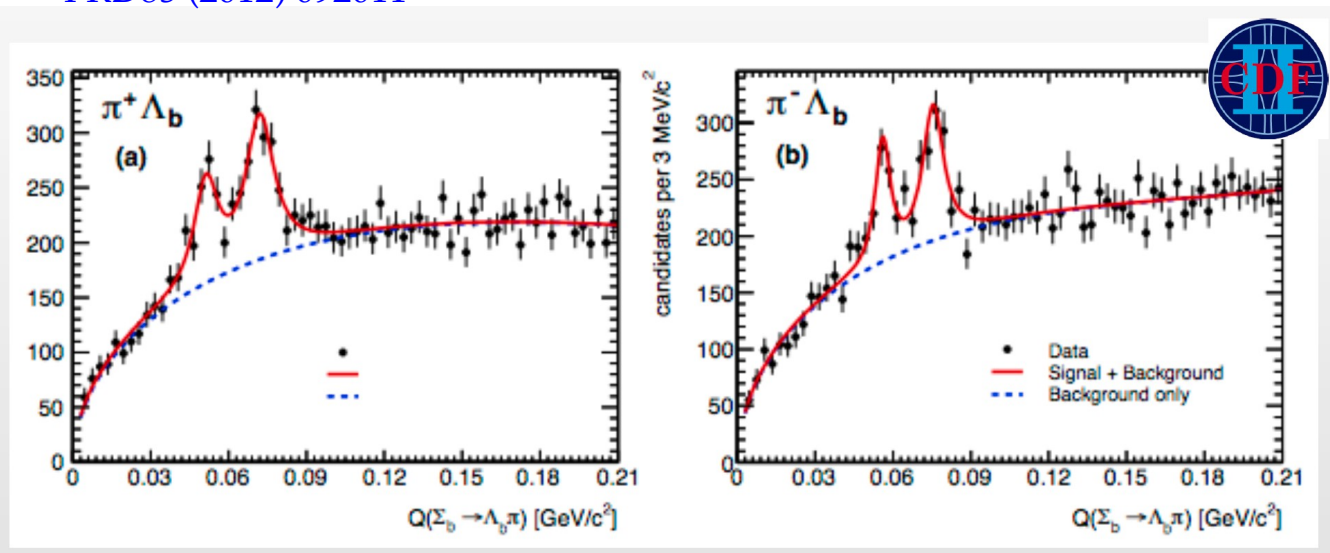 350
300
250
200
150
100
50
0
π⁺Λb
(a)
0 0.03 0.06 0.09 0.12 0.15 0.18 0.21
Q(Σb →Λbπ) [GeV/c²]
candidates per 3 MeV/c²
300
250
200
150
100
50
0
π⁻Λb
(b)
Data
Signal + Background
Background only
0 0.03 0.06 0.09 0.12 0.15 0.18 0.21
Q(Σb →Λbπ) [GeV/c²]
II
CDF